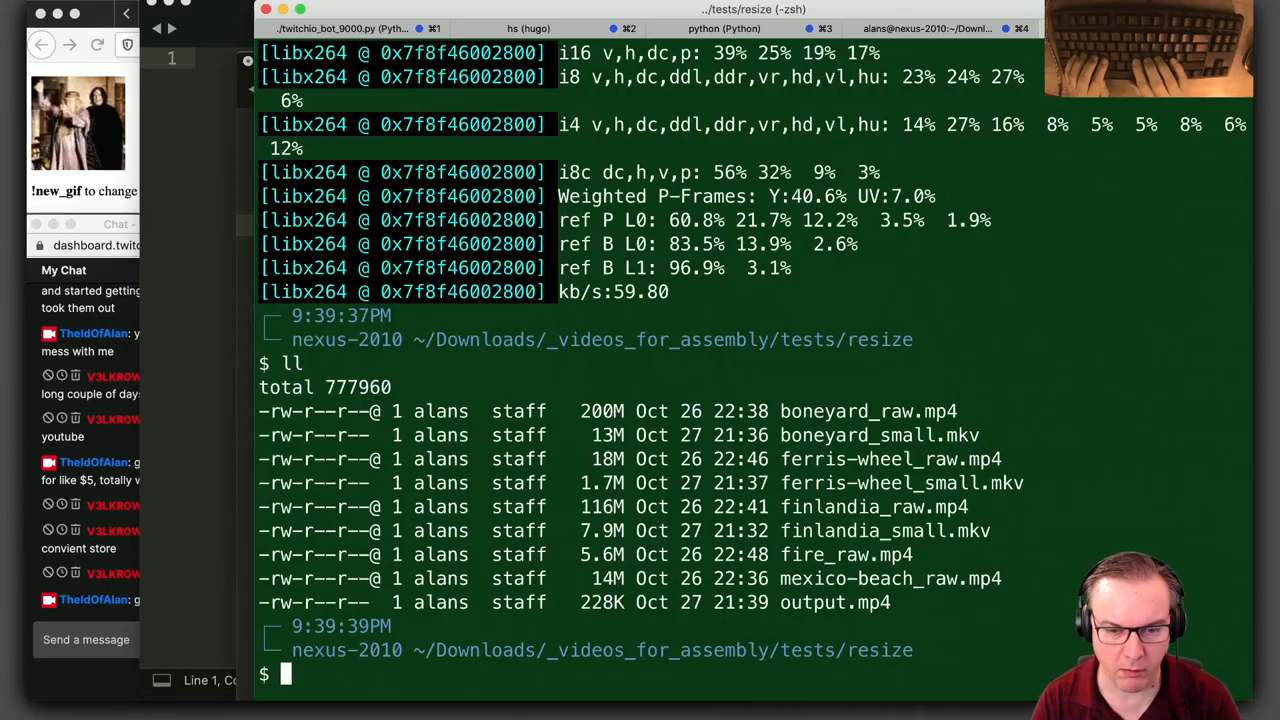 ../tests/resize (-zsh)
./twitchio_bot_9000.py (Pyth... ⌘1
hs (hugo) ⌘2
python (Python) ⌘3
alans@nexus-2010:~/Downl... ⌘4
[libx264 @ 0x7f8f46002800] i16 v,h,dc,p: 39% 25% 19% 17%
[libx264 @ 0x7f8f46002800] i8 v,h,dc,ddl,ddr,vr,hd,vl,hu: 23% 24% 27%
6%
[libx264 @ 0x7f8f46002800] i4 v,h,dc,ddl,ddr,vr,hd,vl,hu: 14% 27% 16% 8% 5% 5% 8% 6%
12%
[libx264 @ 0x7f8f46002800] i8c dc,h,v,p: 56% 32% 9% 3%
[libx264 @ 0x7f8f46002800] Weighted P-Frames: Y:40.6% UV:7.0%
[libx264 @ 0x7f8f46002800] ref P L0: 60.8% 21.7% 12.2% 3.5% 1.9%
[libx264 @ 0x7f8f46002800] ref B L0: 83.5% 13.9% 2.6%
[libx264 @ 0x7f8f46002800] ref B L1: 96.9% 3.1%
[libx264 @ 0x7f8f46002800] kb/s:59.80
9:39:37PM
nexus-2010 ~/Downloads/_videos_for_assembly/tests/resize
$ ll
total 777960
-rw-r--r--@ 1 alans staff 200M Oct 26 22:38 boneyard_raw.mp4
-rw-r--r-- 1 alans staff 13M Oct 27 21:36 boneyard_small.mkv
-rw-r--r--@ 1 alans staff 18M Oct 26 22:46 ferris-wheel_raw.mp4
-rw-r--r-- 1 alans staff 1.7M Oct 27 21:37 ferris-wheel_small.mkv
-rw-r--r--@ 1 alans staff 116M Oct 26 22:41 finlandia_raw.mp4
-rw-r--r-- 1 alans staff 7.9M Oct 27 21:32 finlandia_small.mkv
-rw-r--r--@ 1 alans staff 5.6M Oct 26 22:48 fire_raw.mp4
-rw-r--r--@ 1 alans staff 14M Oct 26 22:36 mexico-beach_raw.mp4
-rw-r--r-- 1 alans staff 228K Oct 27 21:39 output.mp4
9:39:39PM
nexus-2010 ~/Downloads/_videos_for_assembly/tests/resize
$
1
Line 1, Co
!new_gif to change
Chat -
dashboard.twitc
My Chat
and started getting
took them out
TheIdOfAlan: y
mess with me
V3LKR0W
long couple of days
V3LKR0W
youtube
TheIdOfAlan: g
for like $5, totally w
V3LKR0W
V3LKR0W
convient store
V3LKR0W
TheIdOfAlan: g
Send a message